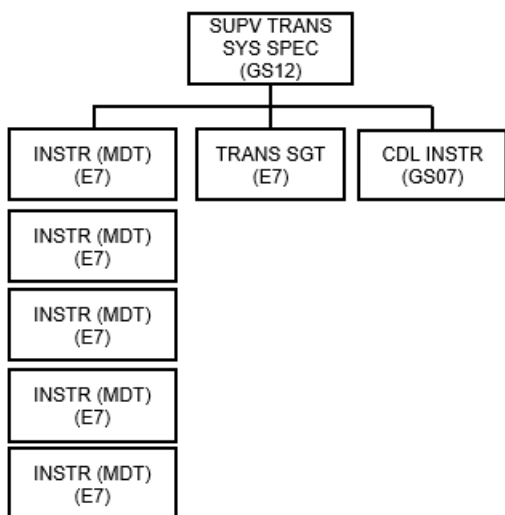 SUPV TRANS
SYS SPEC
(GS12)
INSTR (MDT)
(E7)
TRANS SGT
(E7)
CDL INSTR
(GS07)
INSTR (MDT)
(E7)
INSTR (MDT)
(E7)
INSTR (MDT)
(E7)
INSTR (MDT)
(E7)